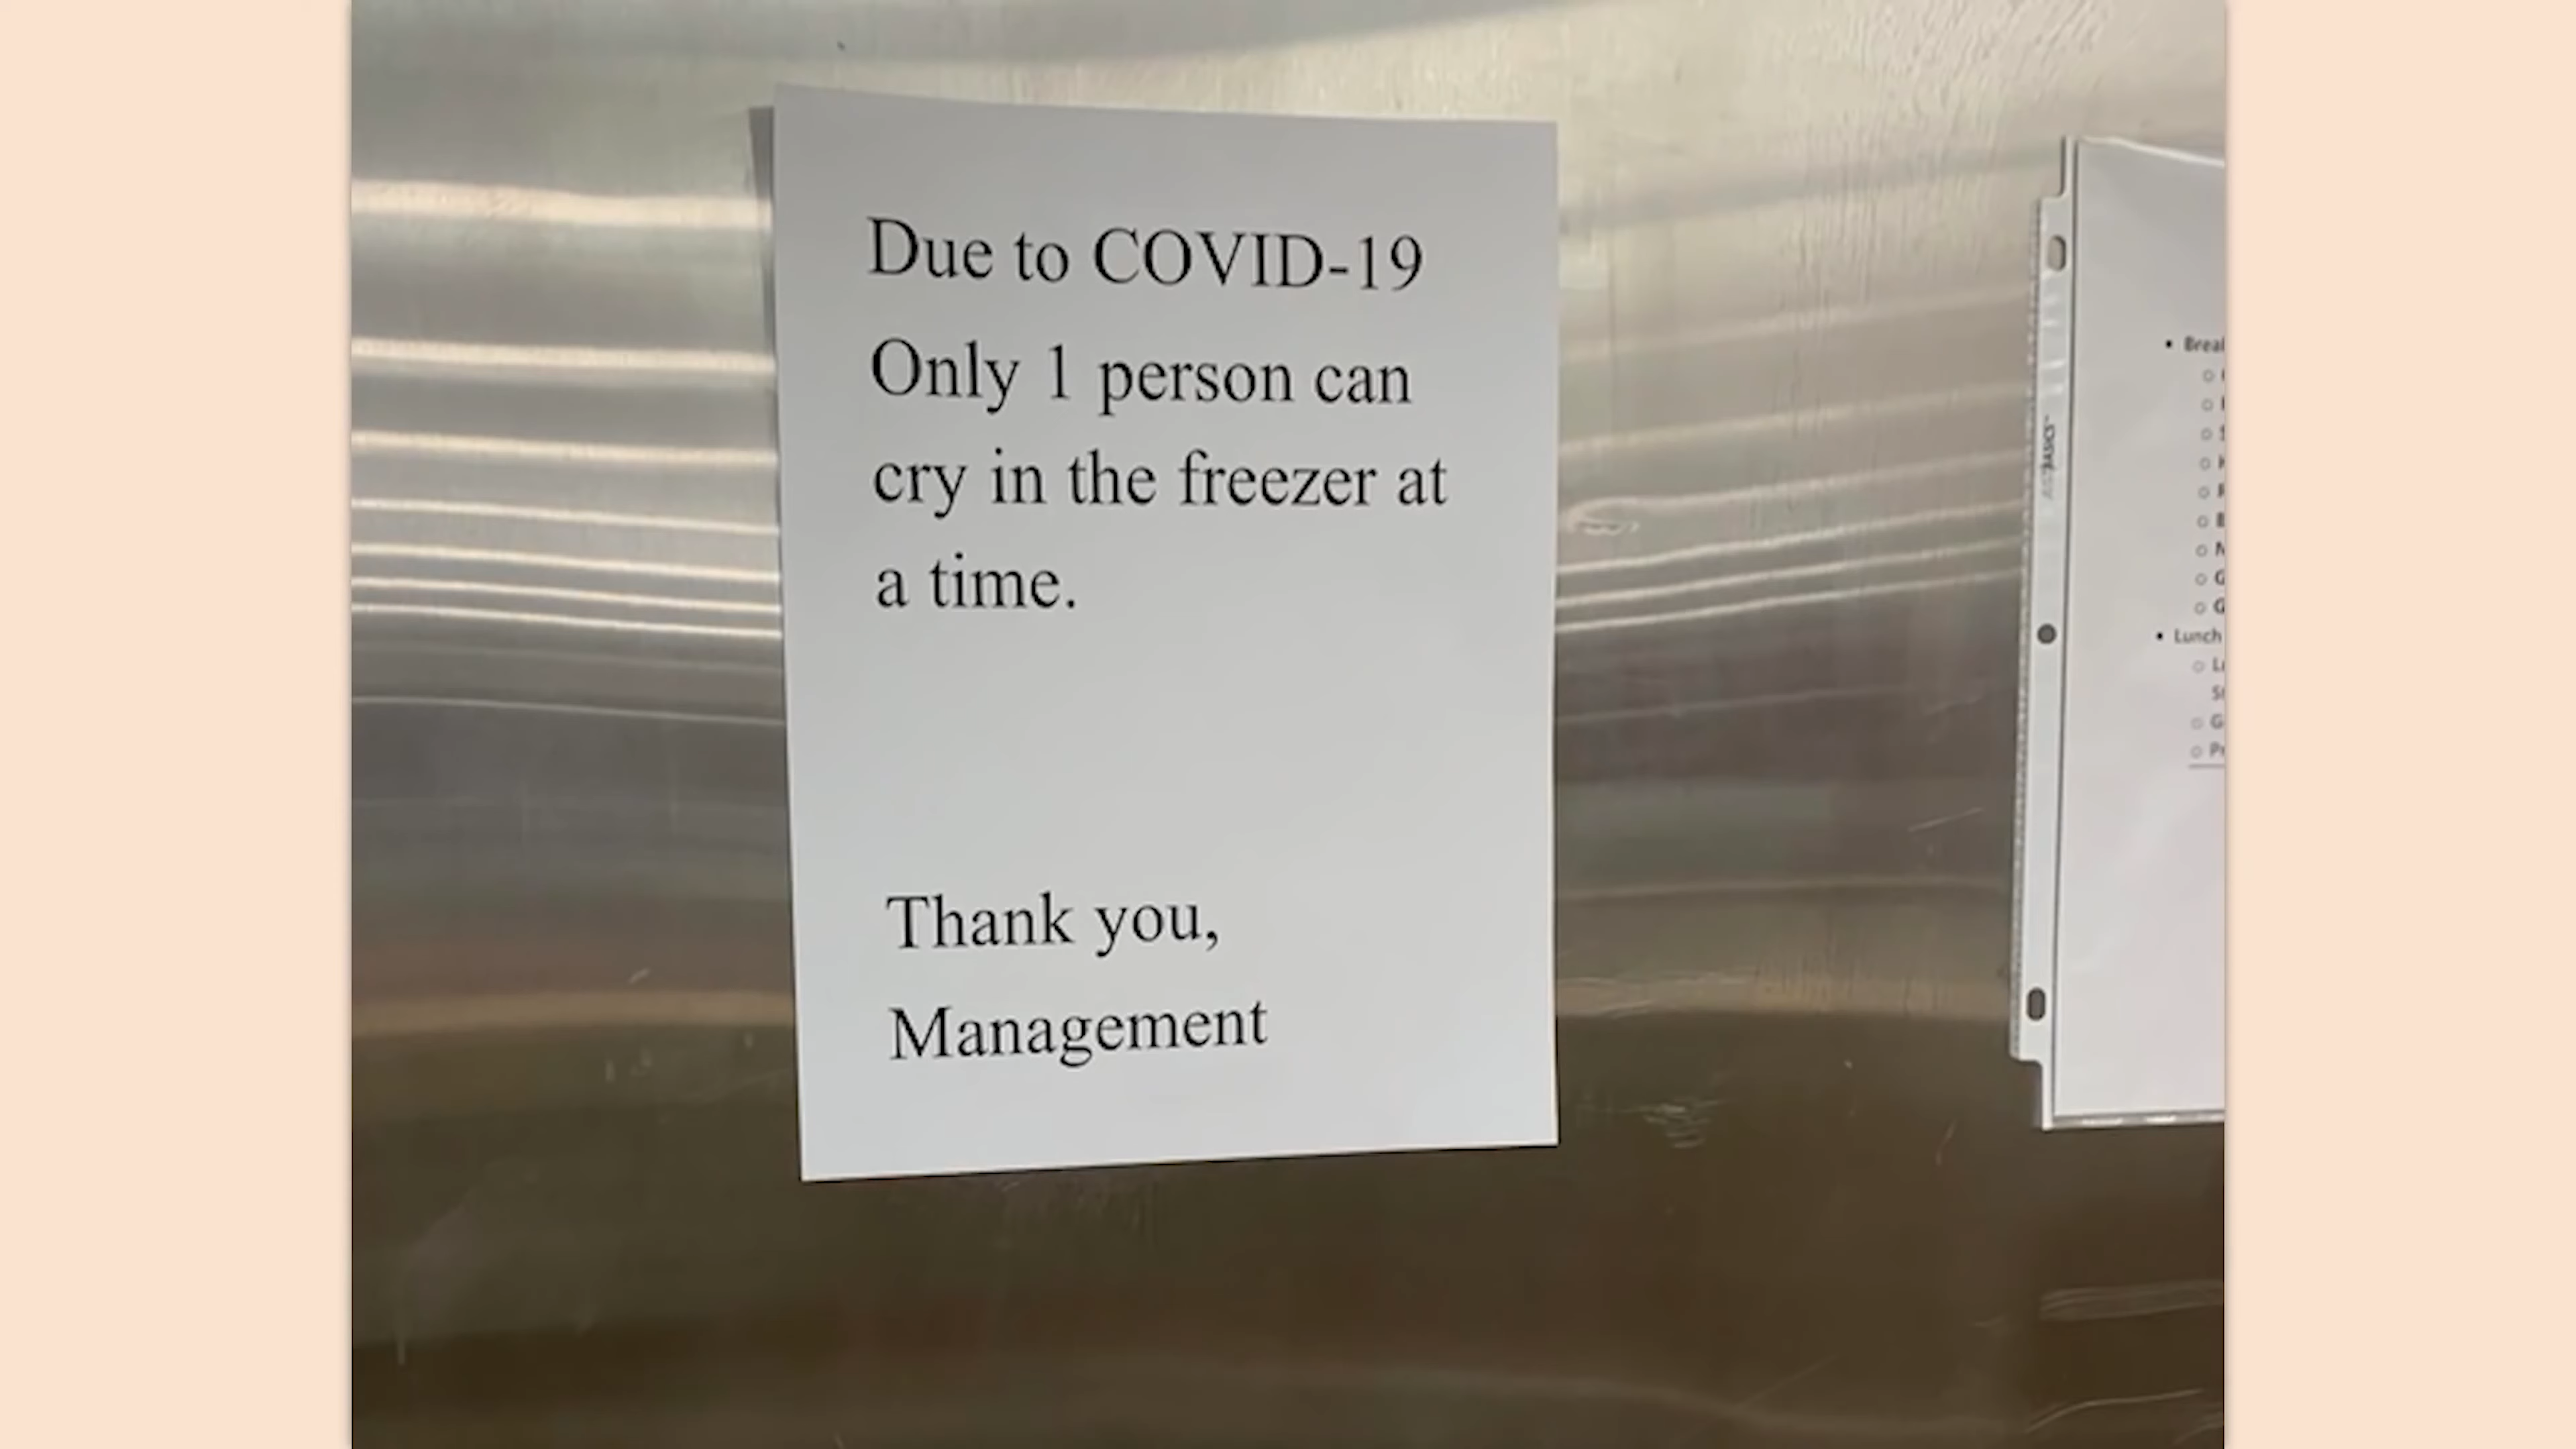 Due to COVID-19
Only 1 person can
cry in the freezer at
a time.
Thank you,
Management
Lunch